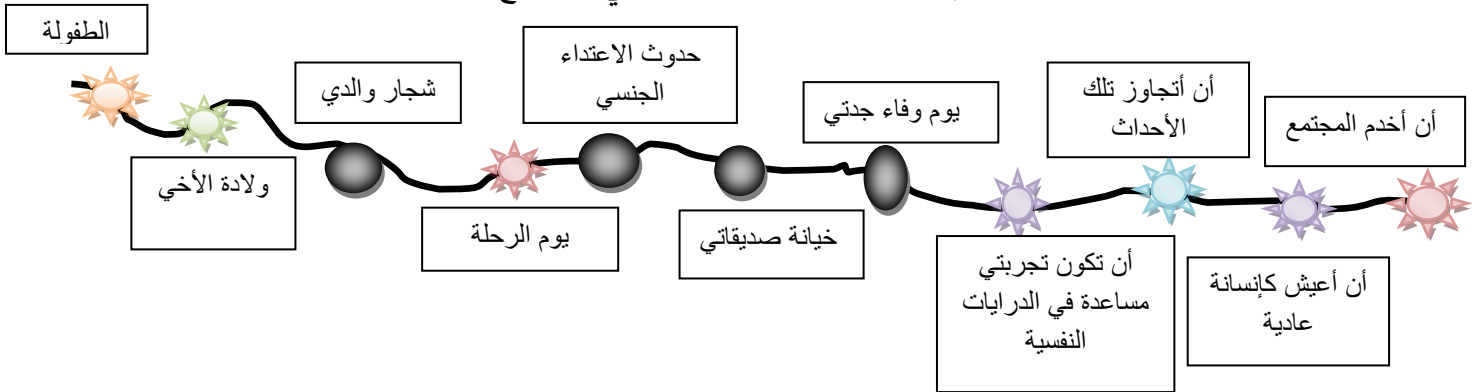 الطفولة
ولادة الأخي
شجار والدي
يوم الرحلة
حدوث الاعتداء
الجنسي
خيانة صديقاتي
يوم وفاء جدتي
أن تكون تجربتي
مساعدة في الدرايات
النفسية
أن أتجاوز تلك
الأحداث
أن أعيش كإنسانة
عادية
أن أخدم المجتمع